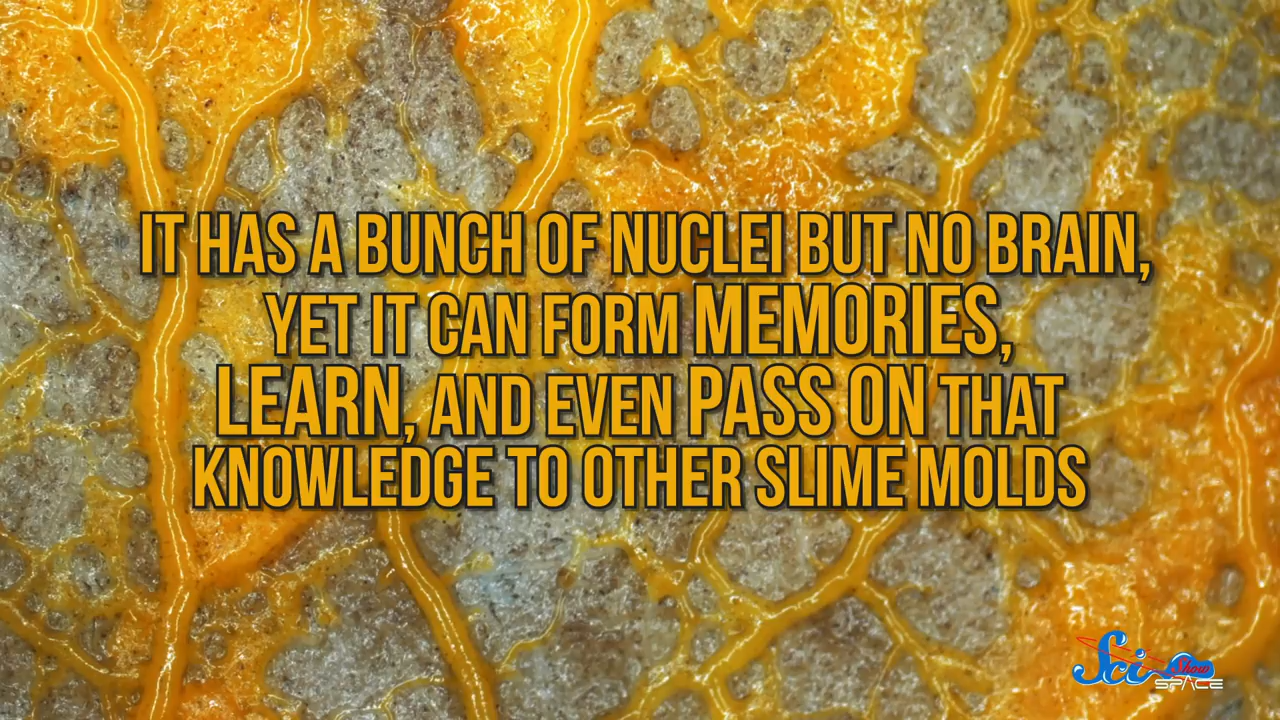 IT HAS A BUNCH OF NUCLEI BUT NO BRAIN,
YET IT CAN FORM MEMORIES,
LEARN, AND EVEN PASS ON THAT
KNOWLEDGE TO OTHER SLIME MOLDS
Sci Show
SPACE